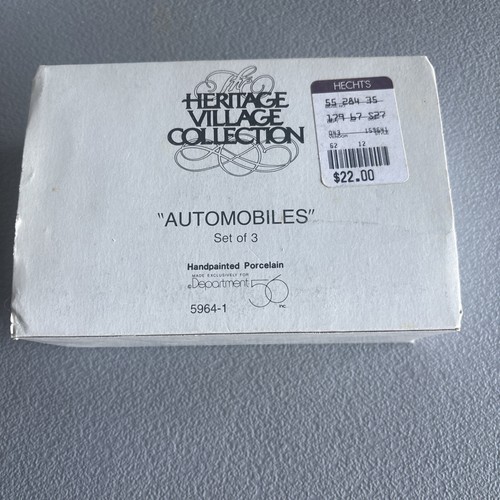 The
HERITAGE
VILLAGE
COLLECTION
HECHT'S
55 284 35
179 67 527
62 12
$22.00
"AUTOMOBILES"
Set of 3
Handpainted Porcelain
MADE EXCLUSIVELY FOR
Department 56
inc.
5964-1